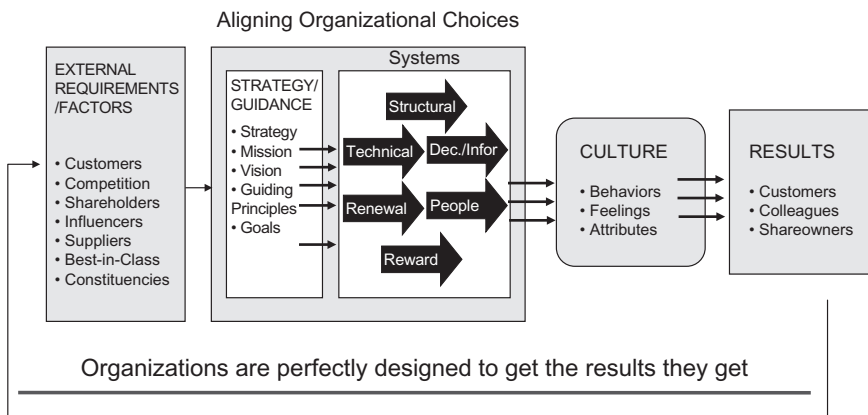 Aligning Organizational Choices
EXTERNAL
REQUIREMENTS
/FACTORS
• Customers
• Competition
• Shareholders
• Influencers
• Suppliers
• Best-in-Class
• Constituencies
Systems
STRATEGY/
GUIDANCE
• Strategy
• Mission
• Vision
• Guiding
Principles
• Goals
Structural
Technical
Dec./Infor
Renewal
People
Reward
CULTURE
• Behaviors
• Feelings
• Attributes
RESULTS
• Customers
• Colleagues
• Shareowners
Organizations are perfectly designed to get the results they get